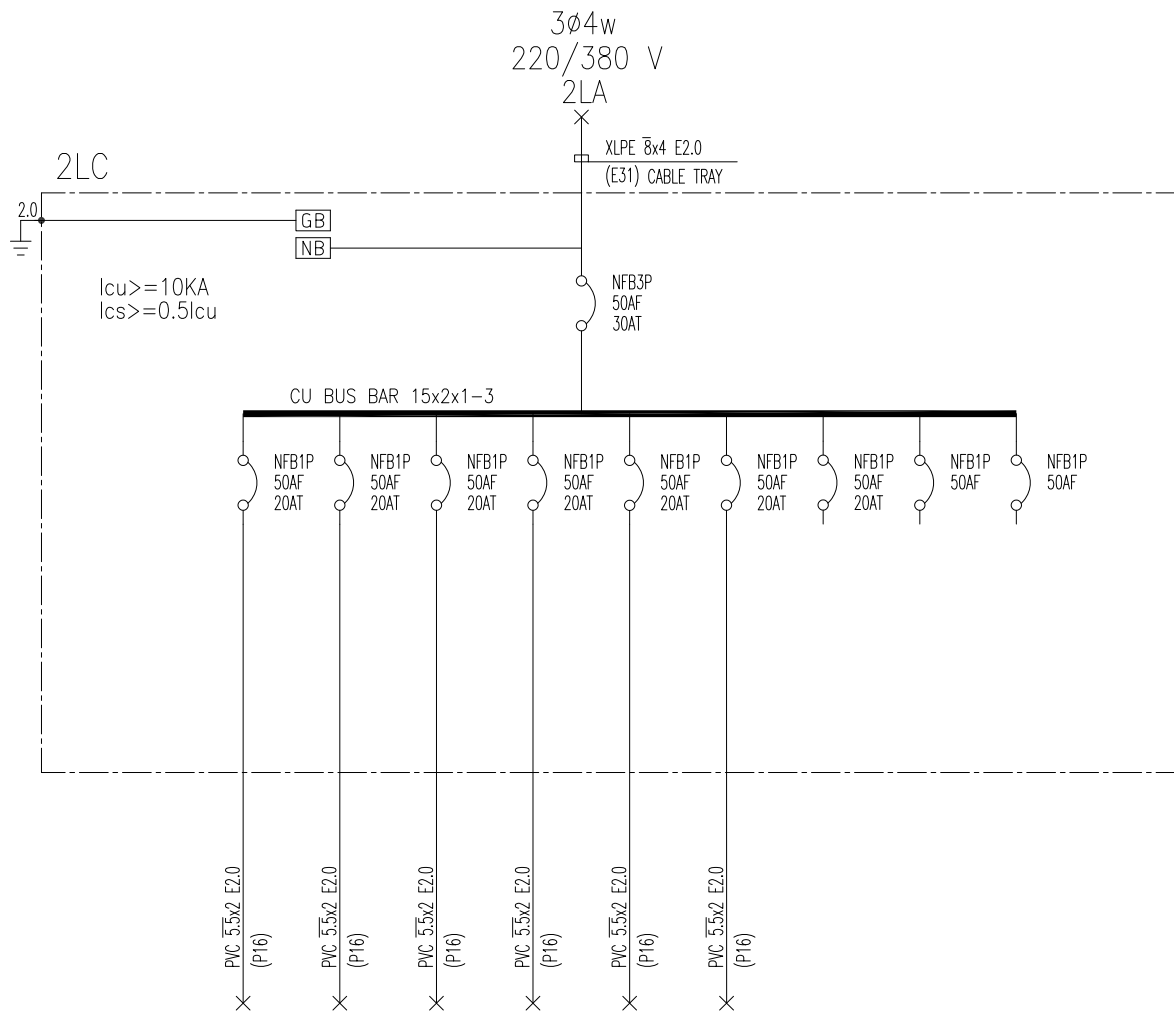 3ø4w
220/380 V
2LA
XLPE 8x4 E2.0
(E31) CABLE TRAY
2LC
2.0
GB
NB
Icu>=10KA
Ics>=0.5Icu
NFB3P
50AF
30AT
CU BUS BAR 15x2x1-3
NFB1P
50AF
20AT
NFB1P
50AF
20AT
NFB1P
50AF
20AT
NFB1P
50AF
20AT
NFB1P
50AF
20AT
NFB1P
50AF
20AT
NFB1P
50AF
20AT
NFB1P
50AF
NFB1P
50AF
PVC 5.5x2 E2.0
(P16)
PVC 5.5x2 E2.0
(P16)
PVC 5.5x2 E2.0
(P16)
PVC 5.5x2 E2.0
(P16)
PVC 5.5x2 E2.0
(P16)
PVC 5.5x2 E2.0
(P16)